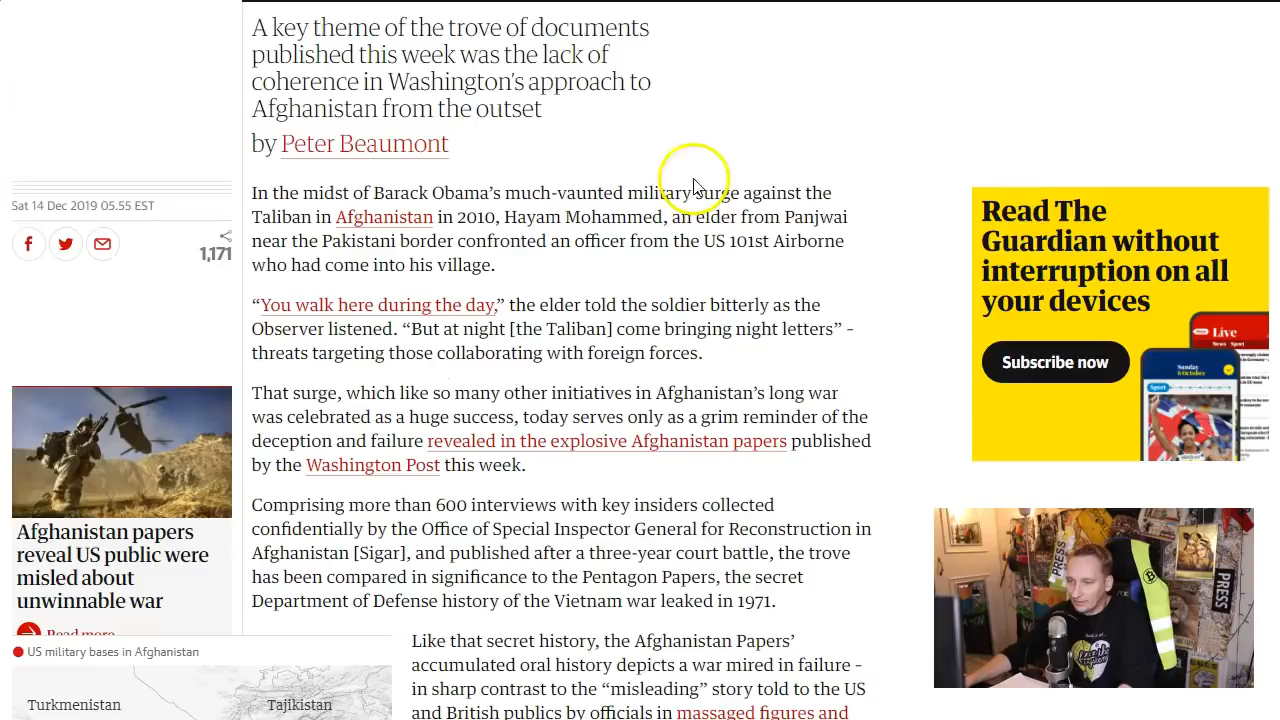 A key theme of the trove of documents
published this week was the lack of
coherence in Washington's approach to
Afghanistan from the outset
by Peter Beaumont
Sat 14 Dec 2019 05.55 EST
1,171
In the midst of Barack Obama's much-vaunted military surge against the
Taliban in Afghanistan in 2010, Hayam Mohammed, an elder from Panjwai
near the Pakistani border confronted an officer from the US 101st Airborne
who had come into his village.
“You walk here during the day,” the elder told the soldier bitterly as the
Observer listened. “But at night [the Taliban] come bringing night letters” –
threats targeting those collaborating with foreign forces.
That surge, which like so many other initiatives in Afghanistan's long war
was celebrated as a huge success, today serves only as a grim reminder of the
deception and failure revealed in the explosive Afghanistan papers published
by the Washington Post this week.
Comprising more than 600 interviews with key insiders collected
confidentially by the Office of Special Inspector General for Reconstruction in
Afghanistan [Sigar], and published after a three-year court battle, the trove
has been compared in significance to the Pentagon Papers, the secret
Department of Defense history of the Vietnam war leaked in 1971.
Like that secret history, the Afghanistan Papers'
accumulated oral history depicts a war mired in failure –
in sharp contrast to the “misleading” story told to the US
and British publics by officials in massaged figures and
Afghanistan papers
reveal US public were
misled about
unwinnable war
Read more
US military bases in Afghanistan
Turkmenistan
Tajikistan
Read The
Guardian without
interruption on all
your devices
Subscribe now
Live
News Sport
Sunday
Sport
PRESS
PRESS